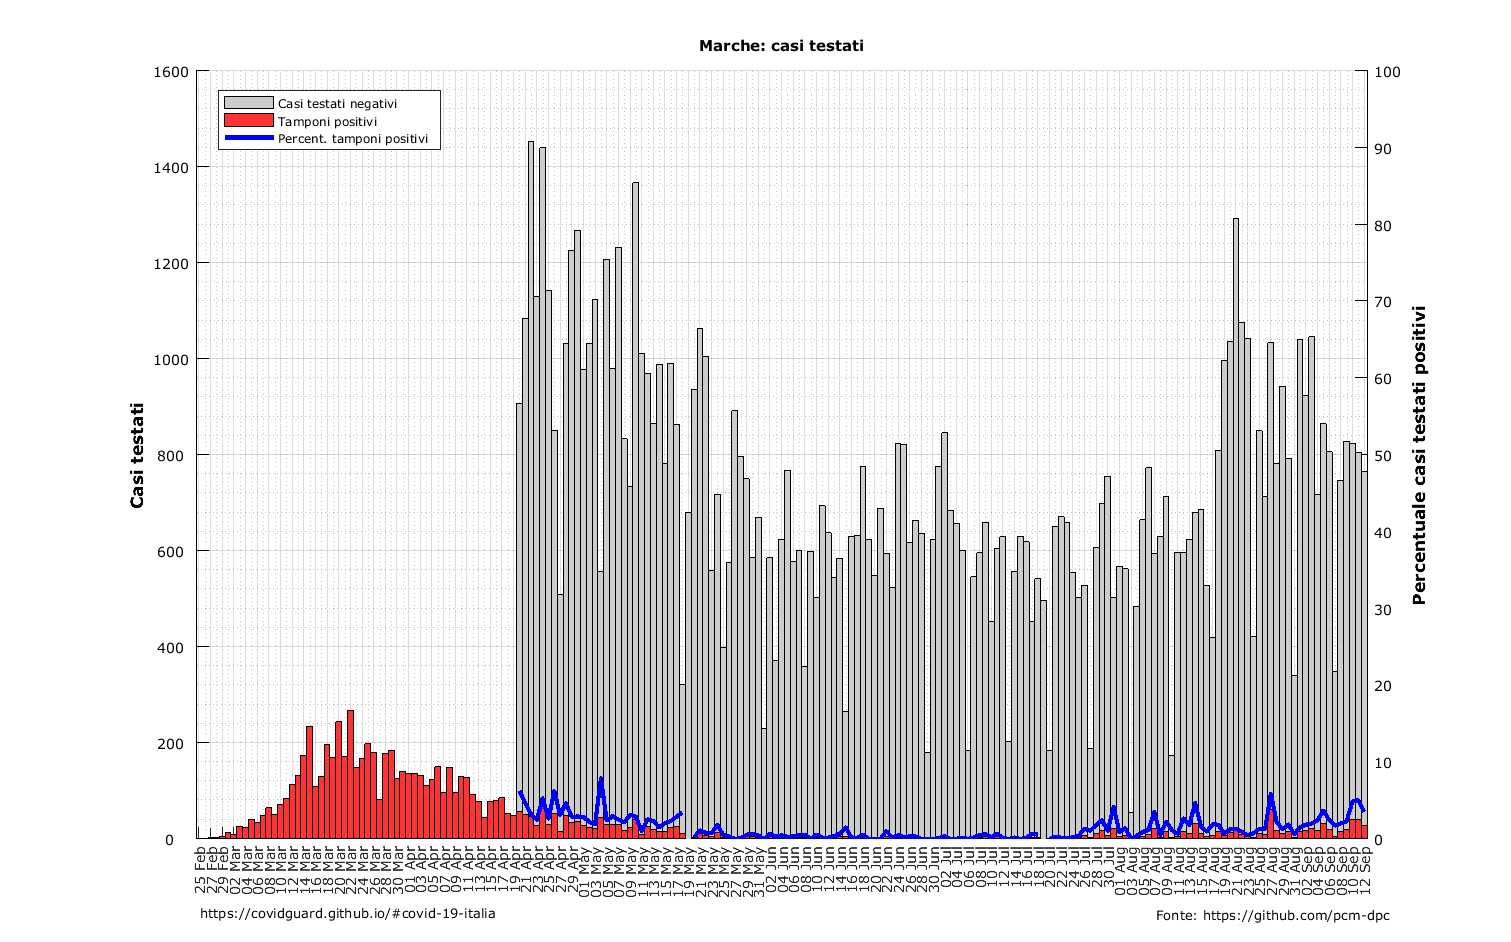 Marche: casi testati
1600
1400
1200
1000
800
600
400
200
0
100
90
80
70
60
50
40
30
20
10
0
Casi testati negativi
Tamponi positivi
Percent. tamponi positivi
Casi testati
Percentuale casi testati positivi
25 Feb
27 Feb
29 Feb
02 Mar
04 Mar
06 Mar
08 Mar
10 Mar
12 Mar
14 Mar
16 Mar
18 Mar
20 Mar
22 Mar
24 Mar
26 Mar
28 Mar
30 Mar
01 Apr
03 Apr
05 Apr
07 Apr
09 Apr
11 Apr
13 Apr
15 Apr
17 Apr
19 Apr
21 Apr
23 Apr
25 Apr
27 Apr
29 Apr
01 May
03 May
05 May
07 May
09 May
11 May
13 May
15 May
17 May
19 May
21 May
23 May
25 May
27 May
29 May
31 May
02 Jun
04 Jun
06 Jun
08 Jun
10 Jun
12 Jun
14 Jun
16 Jun
18 Jun
20 Jun
22 Jun
24 Jun
26 Jun
28 Jun
30 Jun
02 Jul
04 Jul
06 Jul
08 Jul
10 Jul
12 Jul
14 Jul
16 Jul
18 Jul
20 Jul
22 Jul
24 Jul
26 Jul
28 Jul
30 Jul
01 Aug
03 Aug
05 Aug
07 Aug
09 Aug
11 Aug
13 Aug
15 Aug
17 Aug
19 Aug
21 Aug
23 Aug
25 Aug
27 Aug
29 Aug
31 Aug
02 Sep
04 Sep
06 Sep
08 Sep
10 Sep
12 Sep
https://covidguard.github.io/#covid-19-italia
Fonte: https://github.com/pcm-dpc